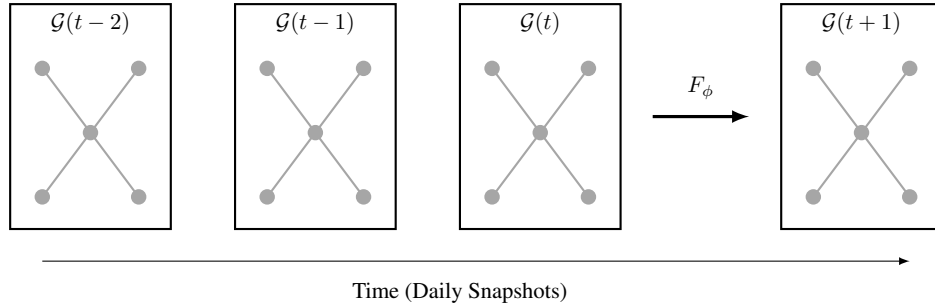 𝒢(t − 2)
𝒢(t − 1)
𝒢(t)
𝒢(t + 1)
F_ϕ
Time (Daily Snapshots)